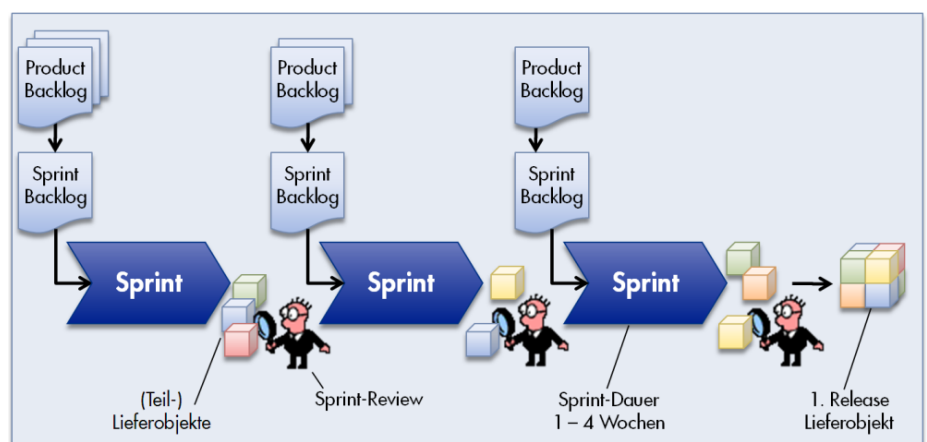 Product
Backlog
Product
Backlog
Product
Backlog
Sprint
Backlog
Sprint
Backlog
Sprint
Backlog
Sprint
Sprint
Sprint
(Teil-)
Lieferobjekte
Sprint-Review
Sprint-Dauer
1 – 4 Wochen
1. Release
Lieferobjekt